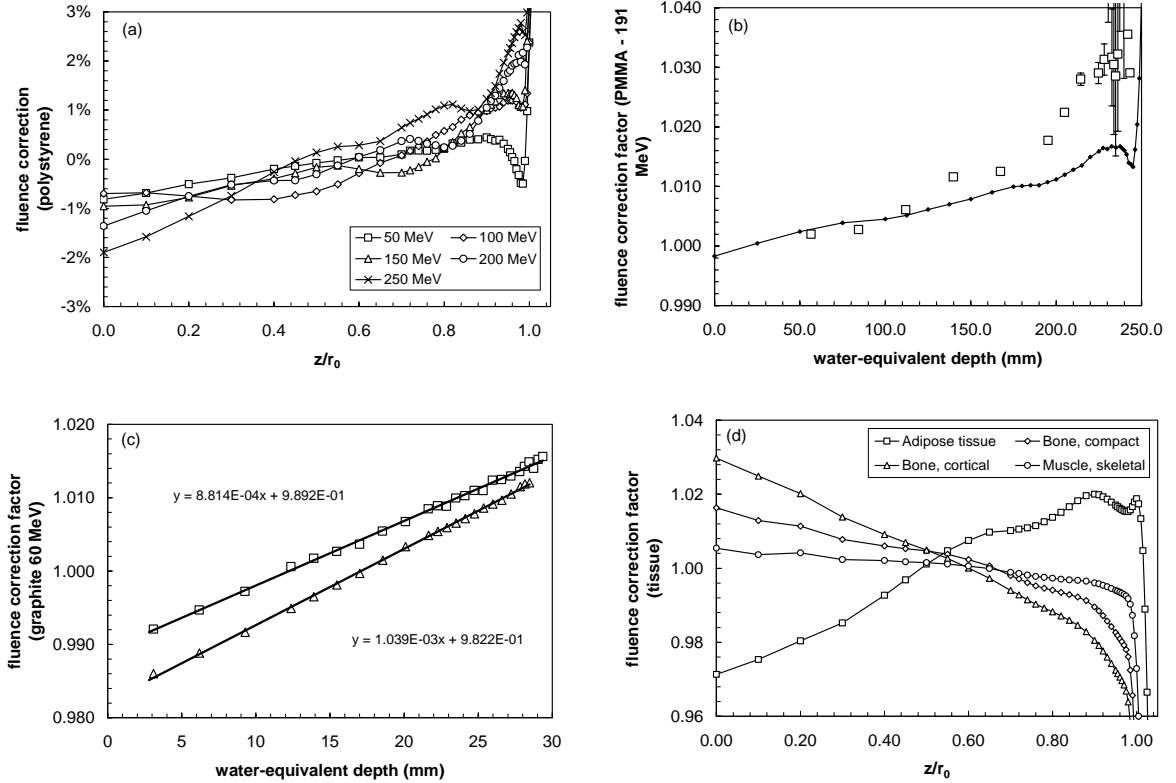 (a)
3%
2%
1%
0%
-1%
-2%
-3%
fluence correction
(polystyrene)
50 MeV 100 MeV
150 MeV 200 MeV
250 MeV
0.0 0.2 0.4 0.6 0.8 1.0
z/r0
(b)
1.040
1.030
1.020
1.010
1.000
0.990
fluence correction factor (PMMA - 191
MeV)
0.0 50.0 100.0 150.0 200.0 250.0
water-equivalent depth (mm)
(c)
1.020
1.010
1.000
0.990
0.980
fluence correction factor
(graphite 60 MeV)
y = 8.814E-04x + 9.892E-01
y = 1.039E-03x + 9.822E-01
0 5 10 15 20 25 30
water-equivalent depth (mm)
(d)
1.04
1.02
1.00
0.98
0.96
fluence correction factor
(tissue)
Adipose tissue Bone, compact
Bone, cortical Muscle, skeletal
0.00 0.20 0.40 0.60 0.80 1.00
z/r0